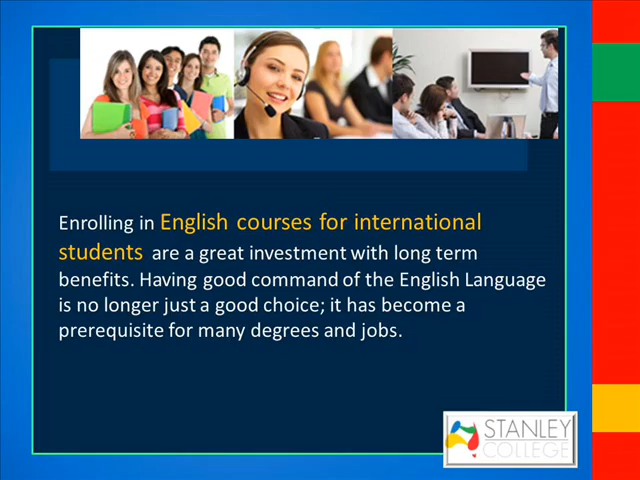 Enrolling in English courses for international
students are a great investment with long term
benefits. Having good command of the English Language
is no longer just a good choice; it has become a
prerequisite for many degrees and jobs.
STANLEY
COLLEGE